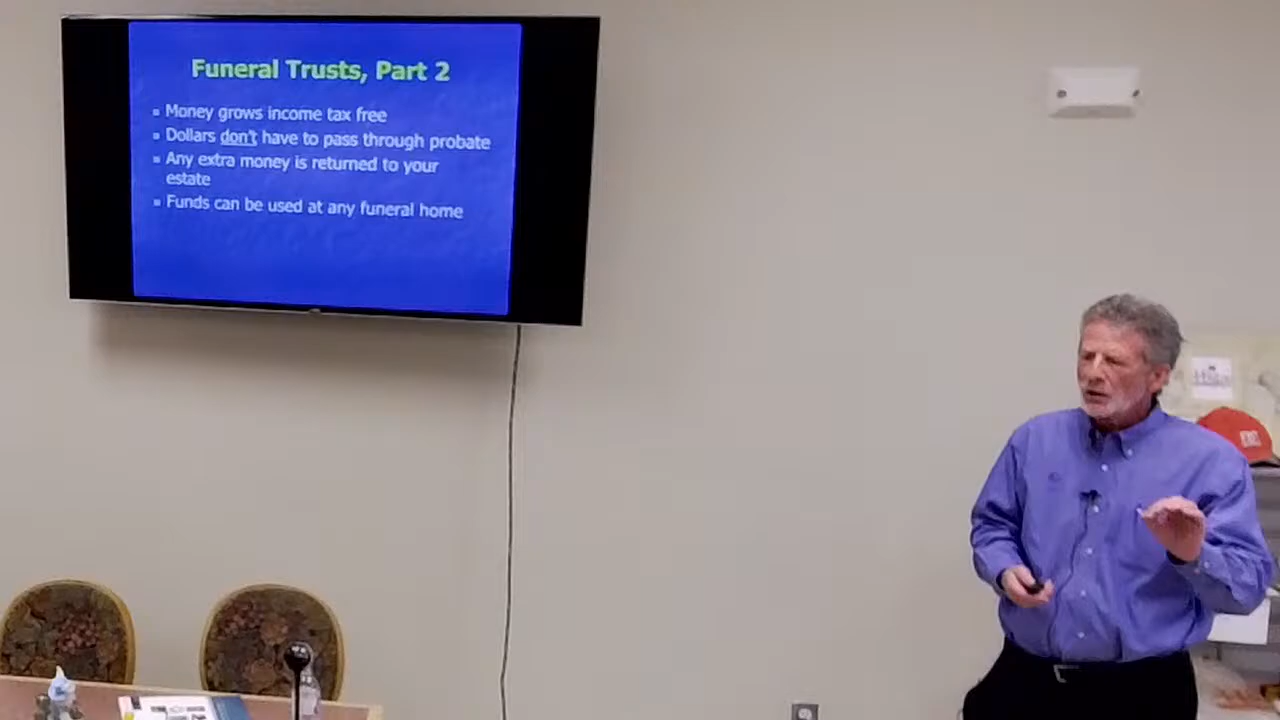 Funeral Trusts, Part 2
Money grows income tax free
Dollars don't have to pass through probate
Any extra money is returned to your
estate
Funds can be used at any funeral home